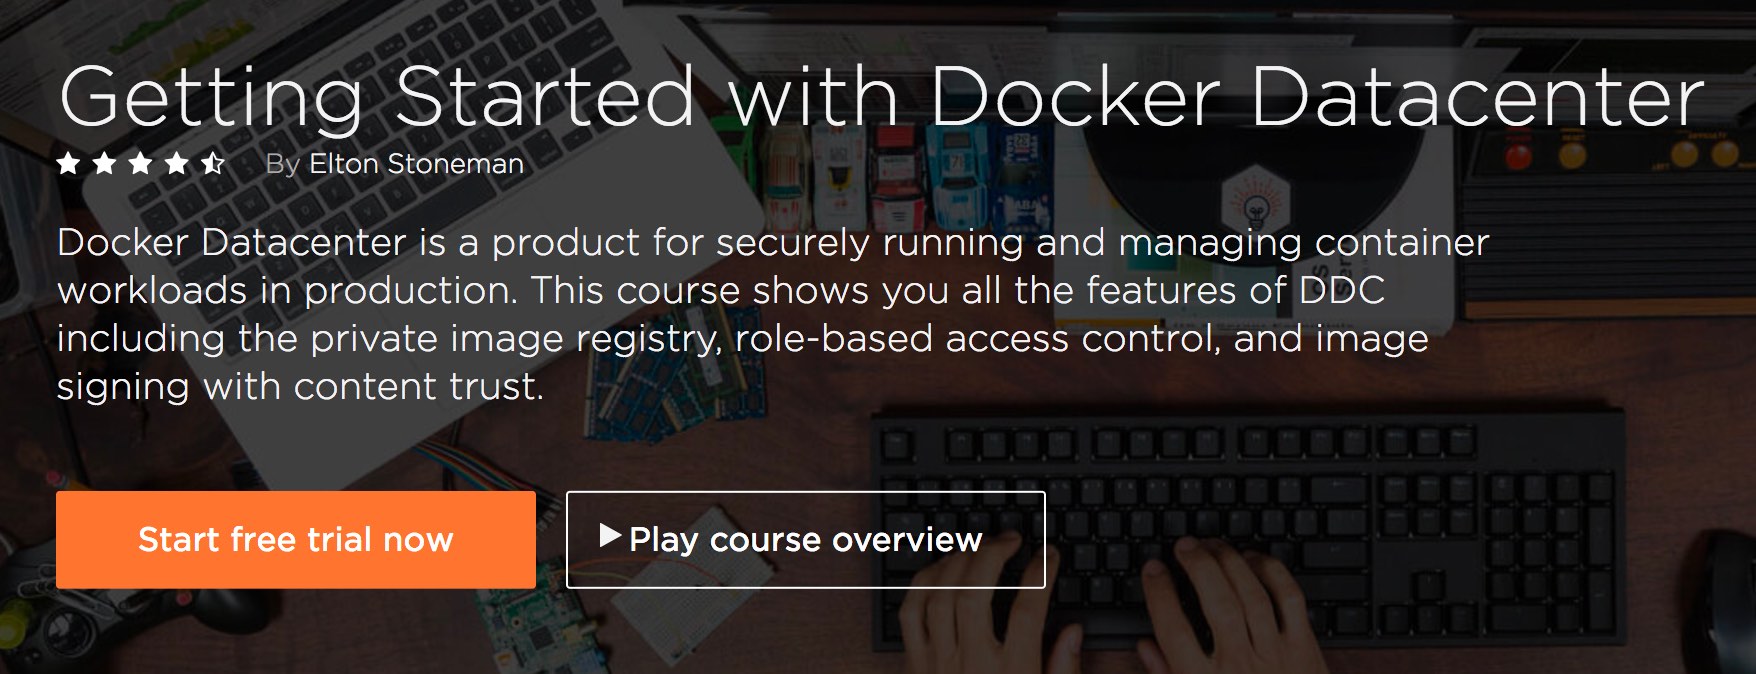 Getting Started with Docker Datacenter
By Elton Stoneman
Docker Datacenter is a product for securely running and managing container
workloads in production. This course shows you all the features of DDC
including the private image registry, role-based access control, and image
signing with content trust.
Start free trial now
Play course overview